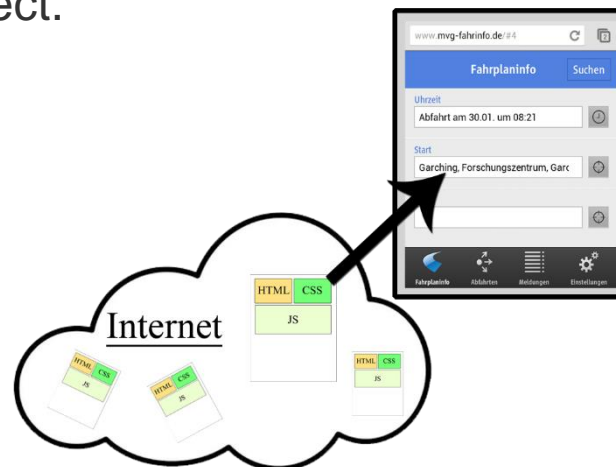 ect.
www.mvg-fahrinfo.de/#4
Fahrplaninfo Suchen
Uhrzeit
Abfahrt am 30.01. um 08:21
Start
Garching, Forschungszentrum, Garc
Fahrplaninfo Abfahrten Meldungen Einstellungen
Internet
HTML CSS
JS
HTML CSS
JS
HTML CSS
JS
HTML CSS
JS